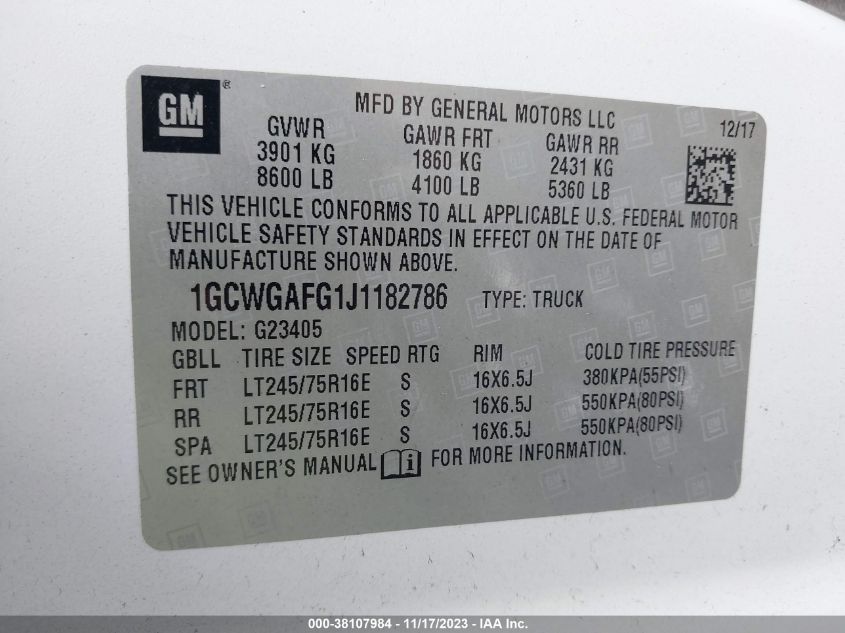 GM ®
MFD BY GENERAL MOTORS LLC 12/17
GVWR GAWR FRT GAWR RR
3901 KG 1860 KG 2431 KG
8600 LB 4100 LB 5360 LB
THIS VEHICLE CONFORMS TO ALL APPLICABLE U.S. FEDERAL MOTOR
VEHICLE SAFETY STANDARDS IN EFFECT ON THE DATE OF
MANUFACTURE SHOWN ABOVE.
1GCWGAFG1J1182786 TYPE: TRUCK
MODEL: G23405
GBLL TIRE SIZE SPEED RTG RIM COLD TIRE PRESSURE
FRT LT245/75R16E S 16X6.5J 380KPA(55PSI)
RR LT245/75R16E S 16X6.5J 550KPA(80PSI)
SPA LT245/75R16E S 16X6.5J 550KPA(80PSI)
SEE OWNER'S MANUAL i FOR MORE INFORMATION.
000-38107984 - 11/17/2023 - IAA Inc.